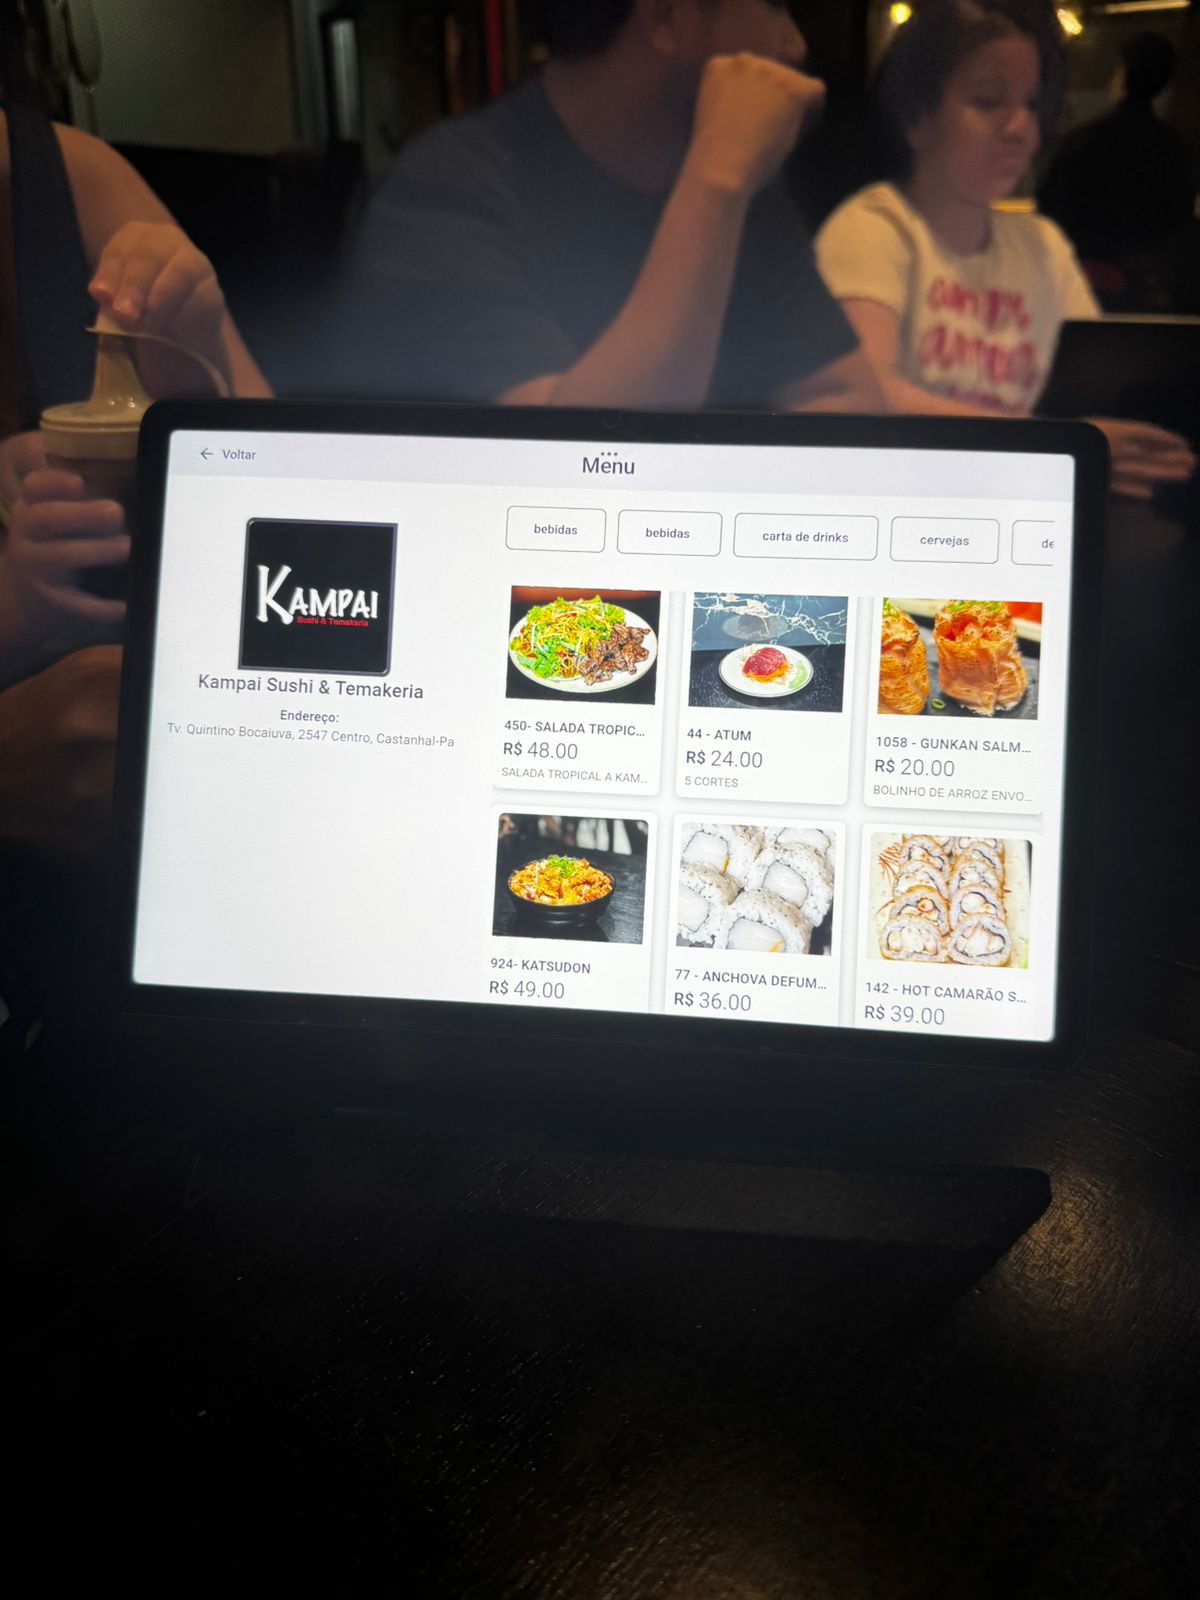 ← Voltar
Menu
KAMPAI
Sushi & Temakeria
Kampai Sushi & Temakeria
Endereço:
Tv. Quintino Bocaiuva, 2547 Centro, Castanhal-Pa
bebidas
bebidas
carta de drinks
cervejas
de
450- SALADA TROPIC...
R$ 48.00
SALADA TROPICAL A KAM...
44 - ATUM
R$ 24.00
5 CORTES
1058 - GUNKAN SALM...
R$ 20.00
BOLINHO DE ARROZ ENVO...
924- KATSUDON
R$ 49.00
77 - ANCHOVA DEFUM...
R$ 36.00
142 - HOT CAMARÃO S...
R$ 39.00